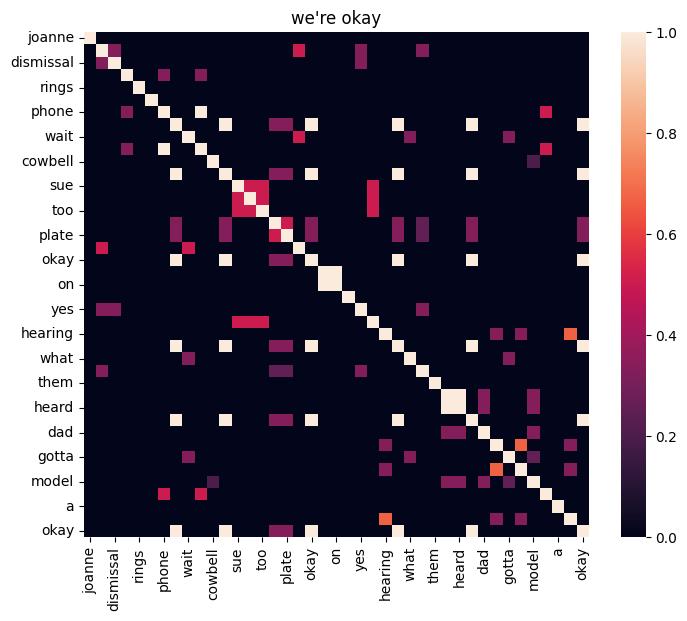 we're okay
joanne
dismissal
rings
phone
wait
cowbell
sue
too
plate
okay
on
yes
hearing
what
them
heard
dad
gotta
model
a
okay
joanne
dismissal
rings
phone
wait
cowbell
sue
too
plate
okay
on
yes
hearing
what
them
heard
dad
gotta
model
a
okay
1.0
0.8
0.6
0.4
0.2
0.0